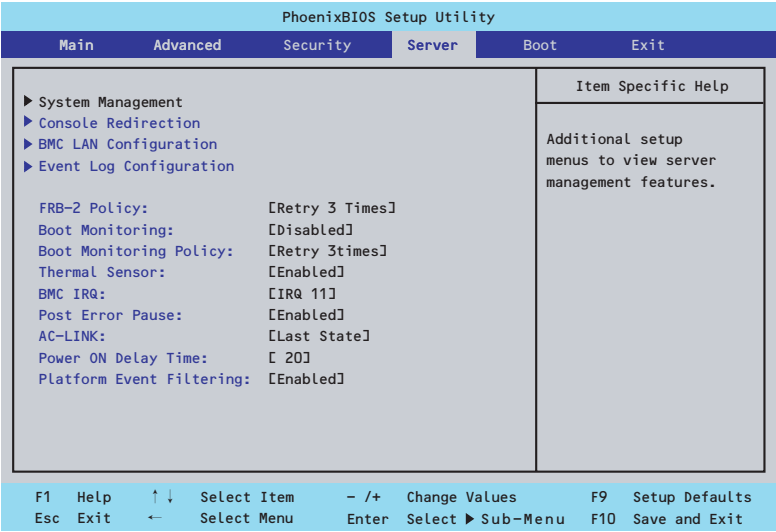 PhoenixBIOS Setup Utility
Main Advanced Security Server Boot Exit
Item Specific Help
▶ System Management
▶ Console Redirection
▶ BMC LAN Configuration
▶ Event Log Configuration
Additional setup
menus to view server
management features.
FRB-2 Policy: [Retry 3 Times]
Boot Monitoring: [Disabled]
Boot Monitoring Policy: [Retry 3times]
Thermal Sensor: [Enabled]
BMC IRQ: [IRQ 11]
Post Error Pause: [Enabled]
AC-LINK: [Last State]
Power ON Delay Time: [ 20]
Platform Event Filtering: [Enabled]
F1 Help ↑↓ Select Item - /+ Change Values F9 Setup Defaults
Esc Exit ← Select Menu Enter Select ▶ Sub-Menu F10 Save and Exit